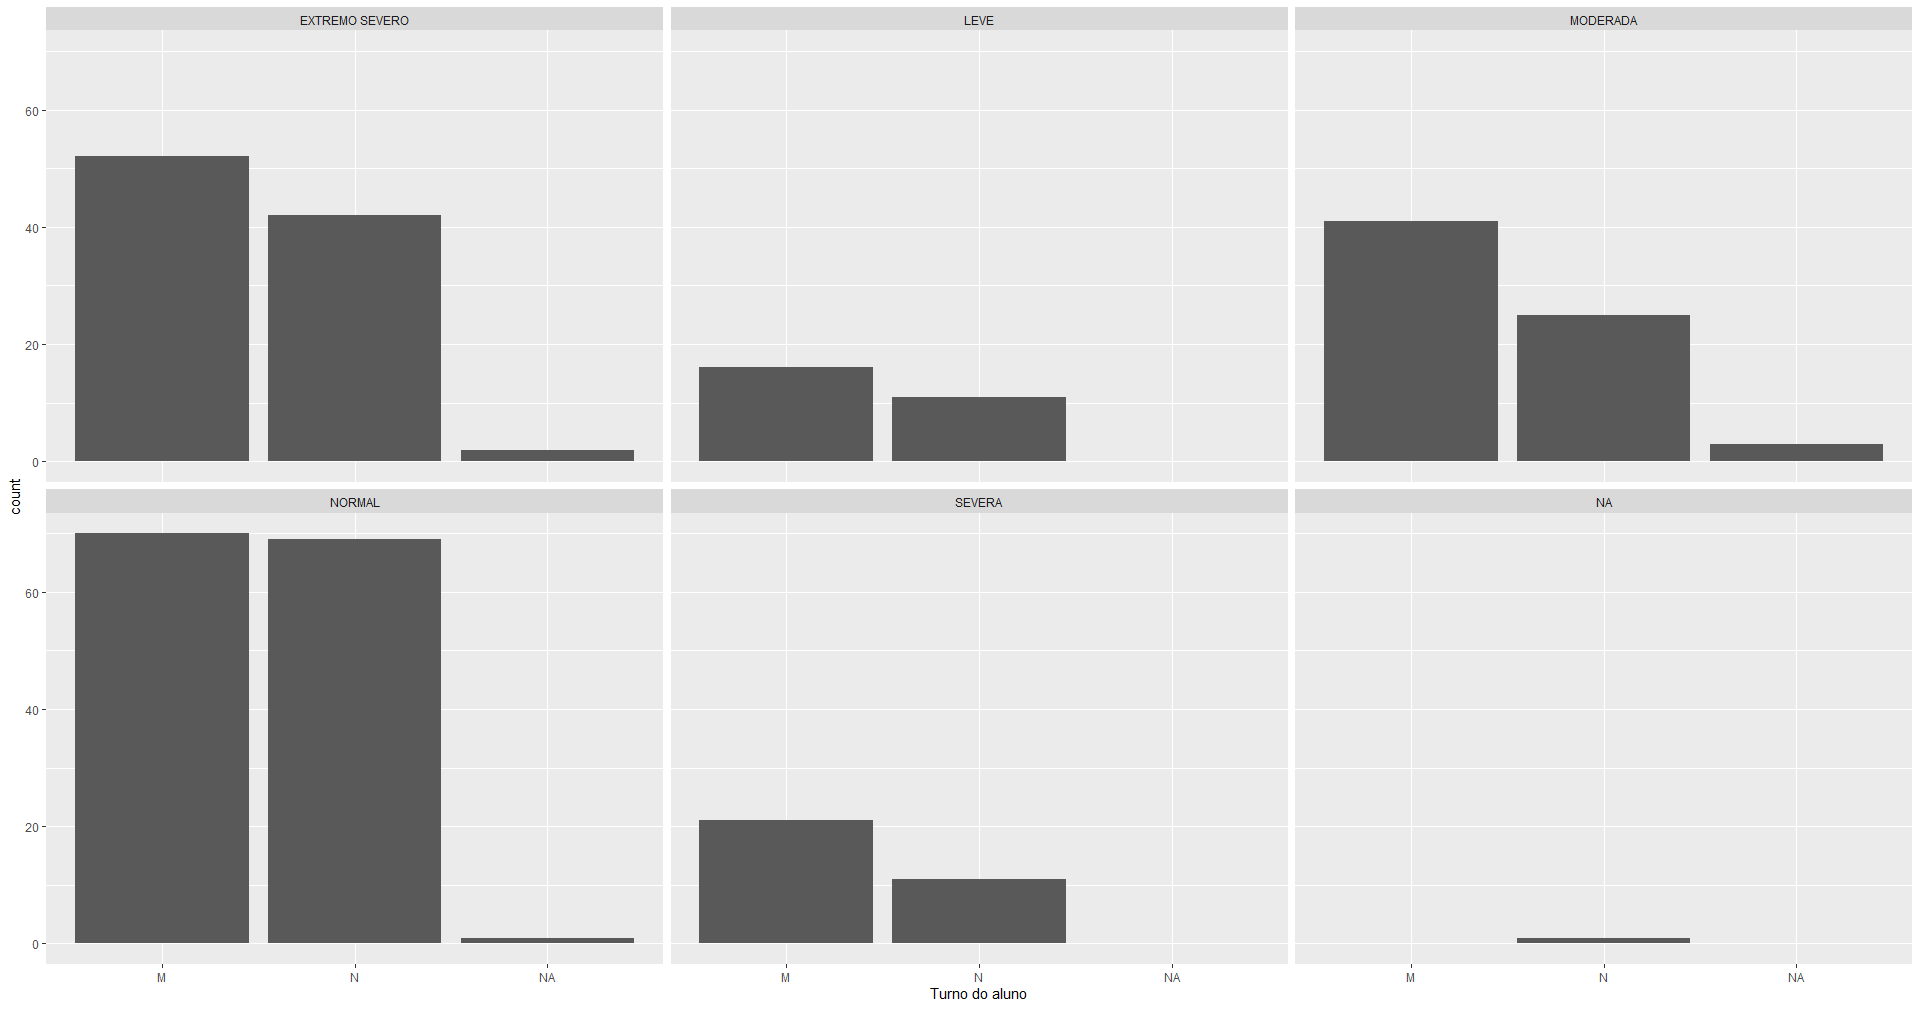 EXTREMO SEVERO
LEVE
MODERADA
60
40
20
0
NORMAL
SEVERA
NA
60
40
20
0
count
M
N
NA
M
N
NA
M
N
NA
Turno do aluno